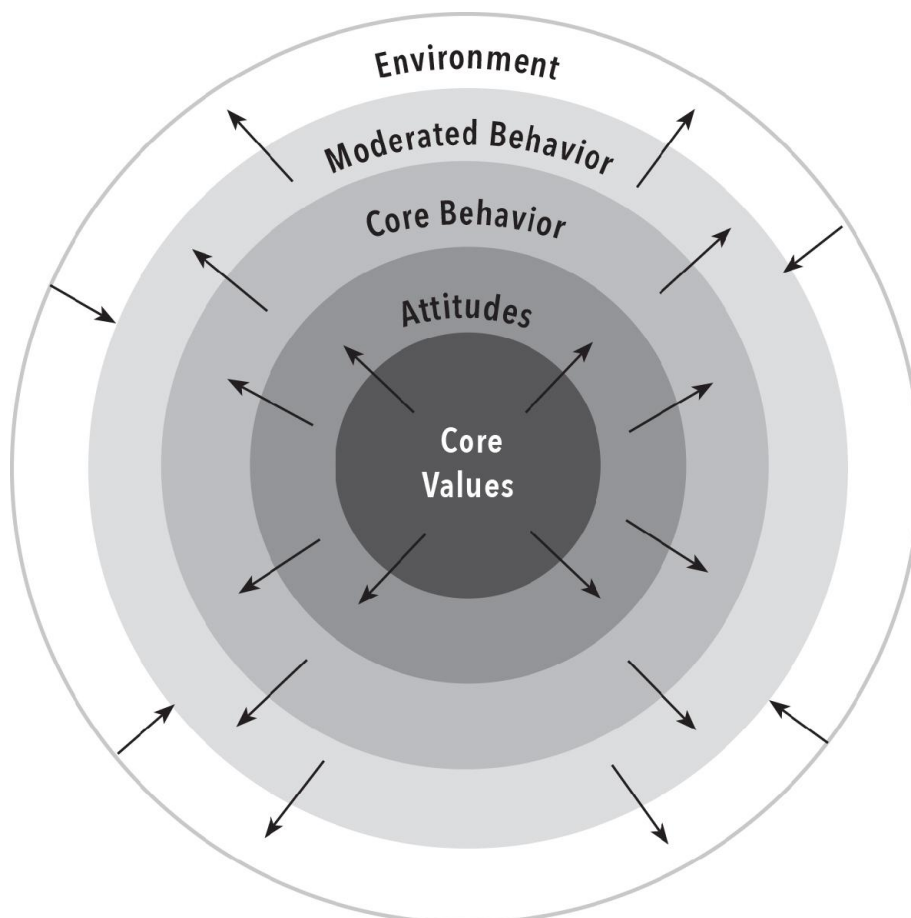 Environment
Moderated Behavior
Core Behavior
Attitudes
Core
Values